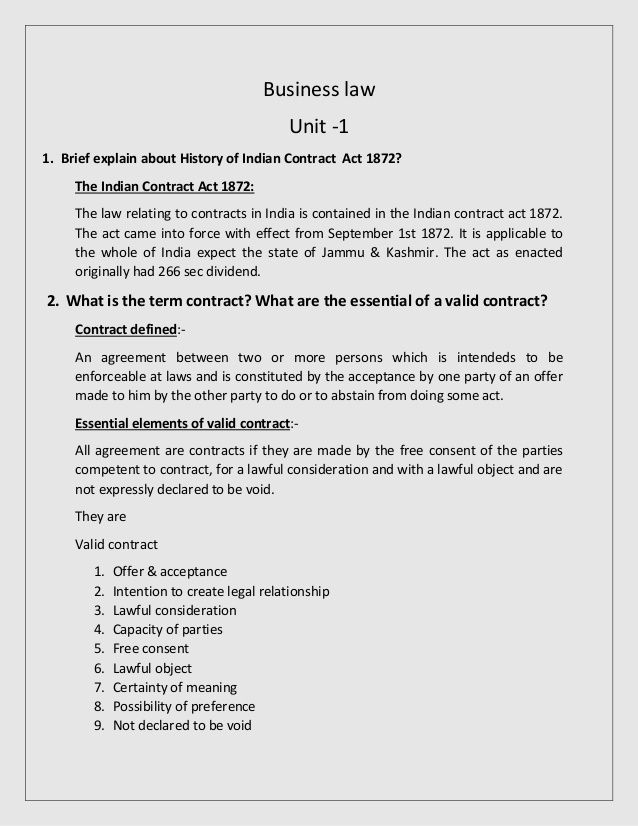 Business law
Unit -1
1. Brief explain about History of Indian Contract Act 1872?
The Indian Contract Act 1872:
The law relating to contracts in India is contained in the Indian contract act 1872.
The act came into force with effect from September 1st 1872. It is applicable to
the whole of India expect the state of Jammu & Kashmir. The act as enacted
originally had 266 sec dividend.
2. What is the term contract? What are the essential of a valid contract?
Contract defined:-
An agreement between two or more persons which is intendeds to be
enforceable at laws and is constituted by the acceptance by one party of an offer
made to him by the other party to do or to abstain from doing some act.
Essential elements of valid contract:-
All agreement are contracts if they are made by the free consent of the parties
competent to contract, for a lawful consideration and with a lawful object and are
not expressly declared to be void.
They are
Valid contract
1. Offer & acceptance
2. Intention to create legal relationship
3. Lawful consideration
4. Capacity of parties
5. Free consent
6. Lawful object
7. Certainty of meaning
8. Possibility of preference
9. Not declared to be void